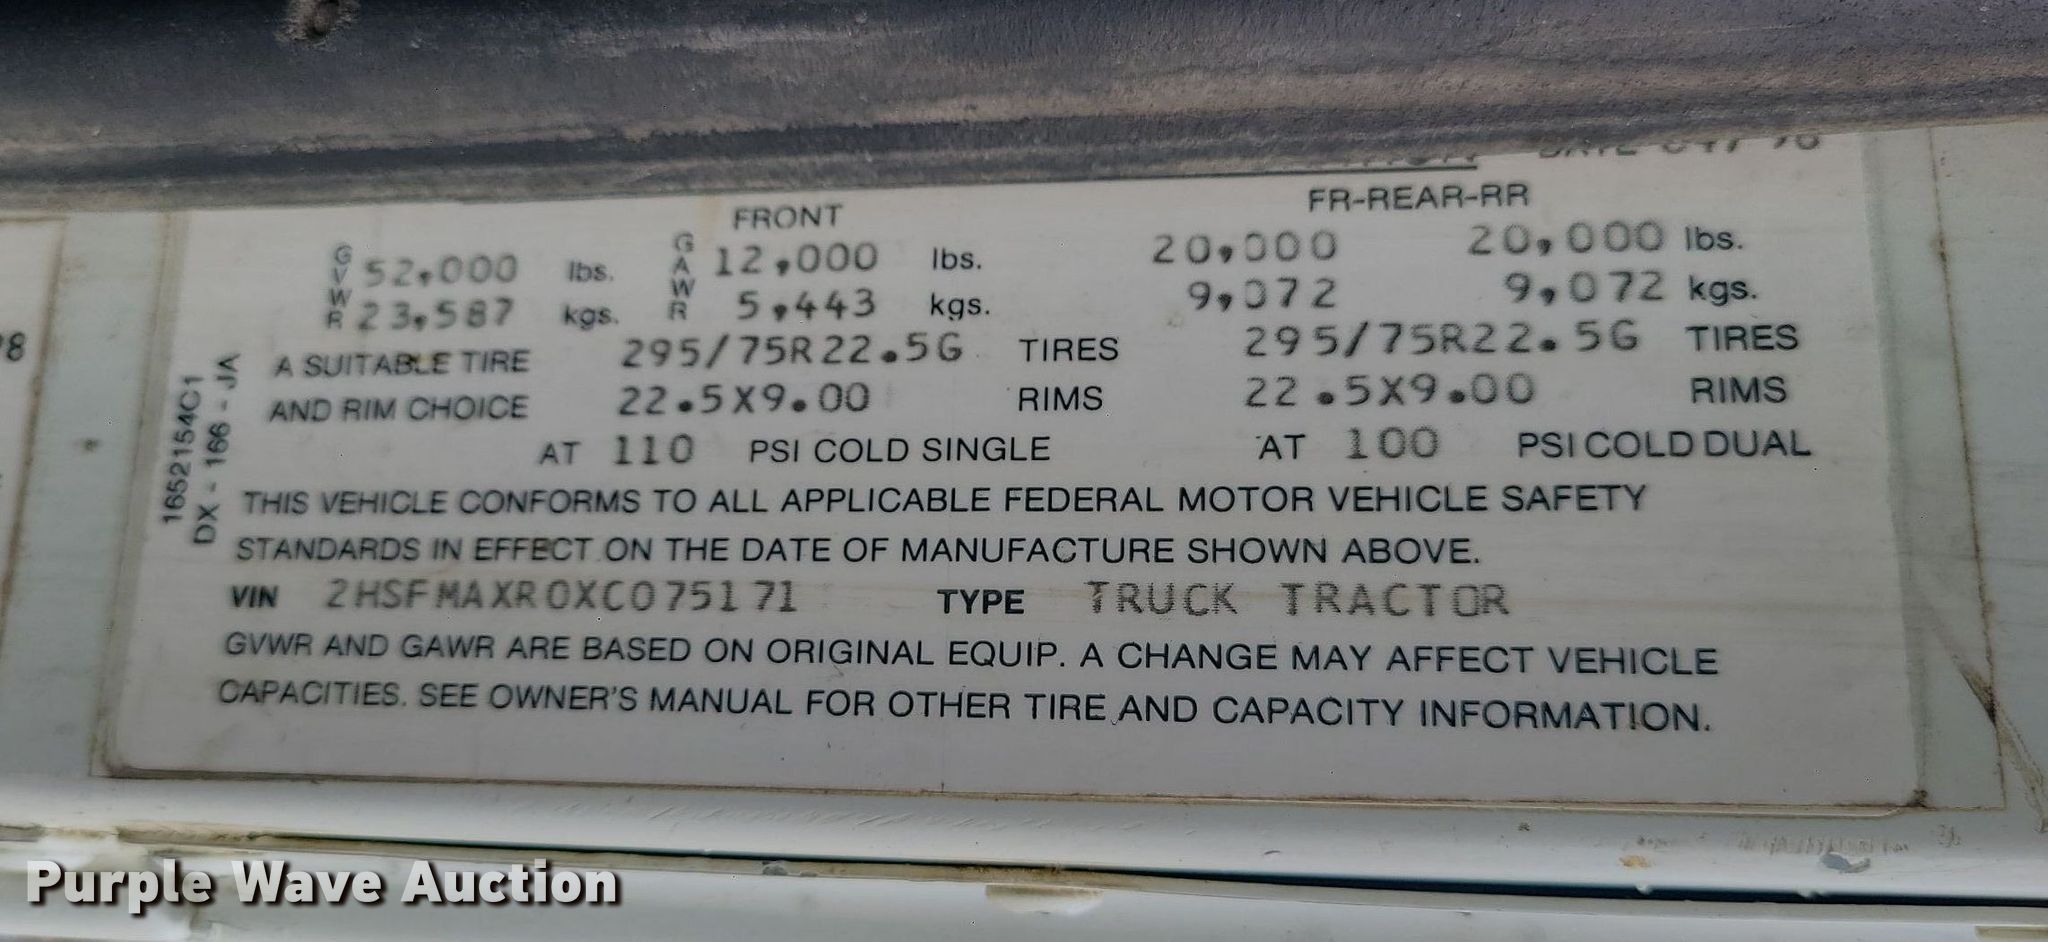 FRONT FR-REAR-RR
GVWR 52,000 lbs. GAWR 12,000 lbs. 20,000 20,000 lbs.
23,587 kgs. 5,443 kgs. 9,072 9,072 kgs.
A SUITABLE TIRE 295/75R22.5G TIRES 295/75R22.5G TIRES
AND RIM CHOICE 22.5X9.00 RIMS 22.5X9.00 RIMS
AT 110 PSI COLD SINGLE AT 100 PSI COLD DUAL
THIS VEHICLE CONFORMS TO ALL APPLICABLE FEDERAL MOTOR VEHICLE SAFETY
STANDARDS IN EFFECT ON THE DATE OF MANUFACTURE SHOWN ABOVE.
VIN 2HSFMAXR0XC075171 TYPE TRUCK TRACTOR
GVWR AND GAWR ARE BASED ON ORIGINAL EQUIP. A CHANGE MAY AFFECT VEHICLE
CAPACITIES. SEE OWNER'S MANUAL FOR OTHER TIRE AND CAPACITY INFORMATION.
1652154C1
DX - 166 - JA
Purple Wave Auction